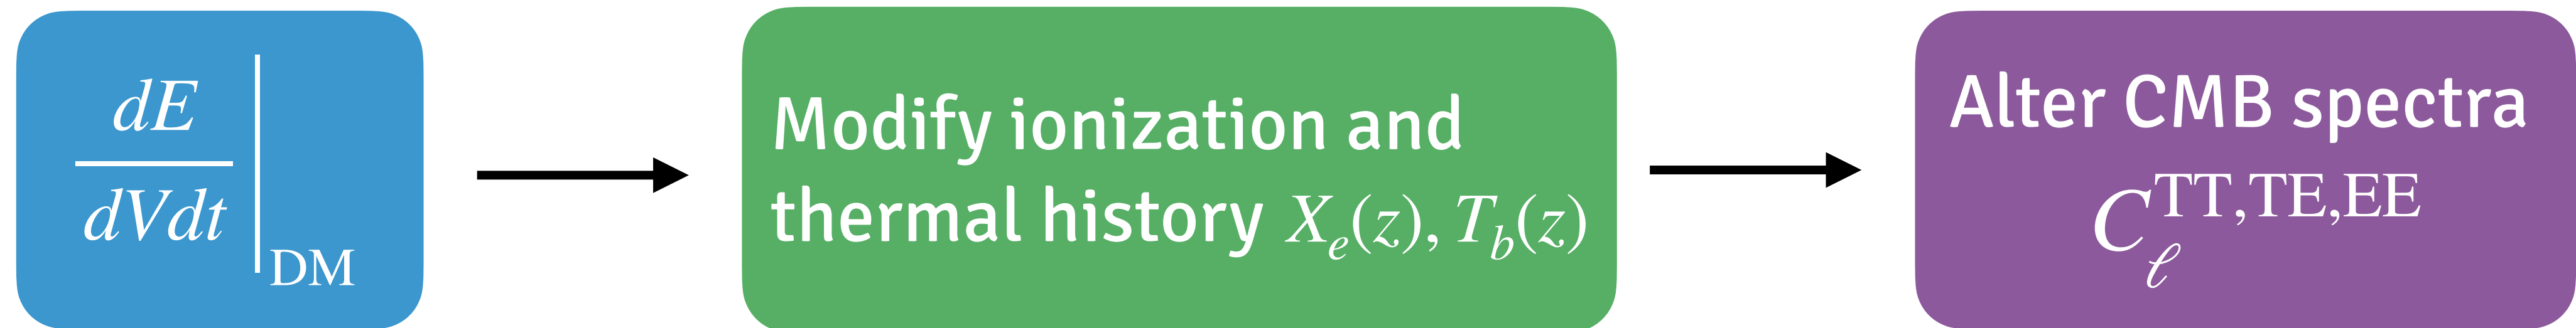 dE
dVdt
DM
Modify ionization and
thermal history X_e(z), T_b(z)
Alter CMB spectra
C_ℓ^{TT,TE,EE}